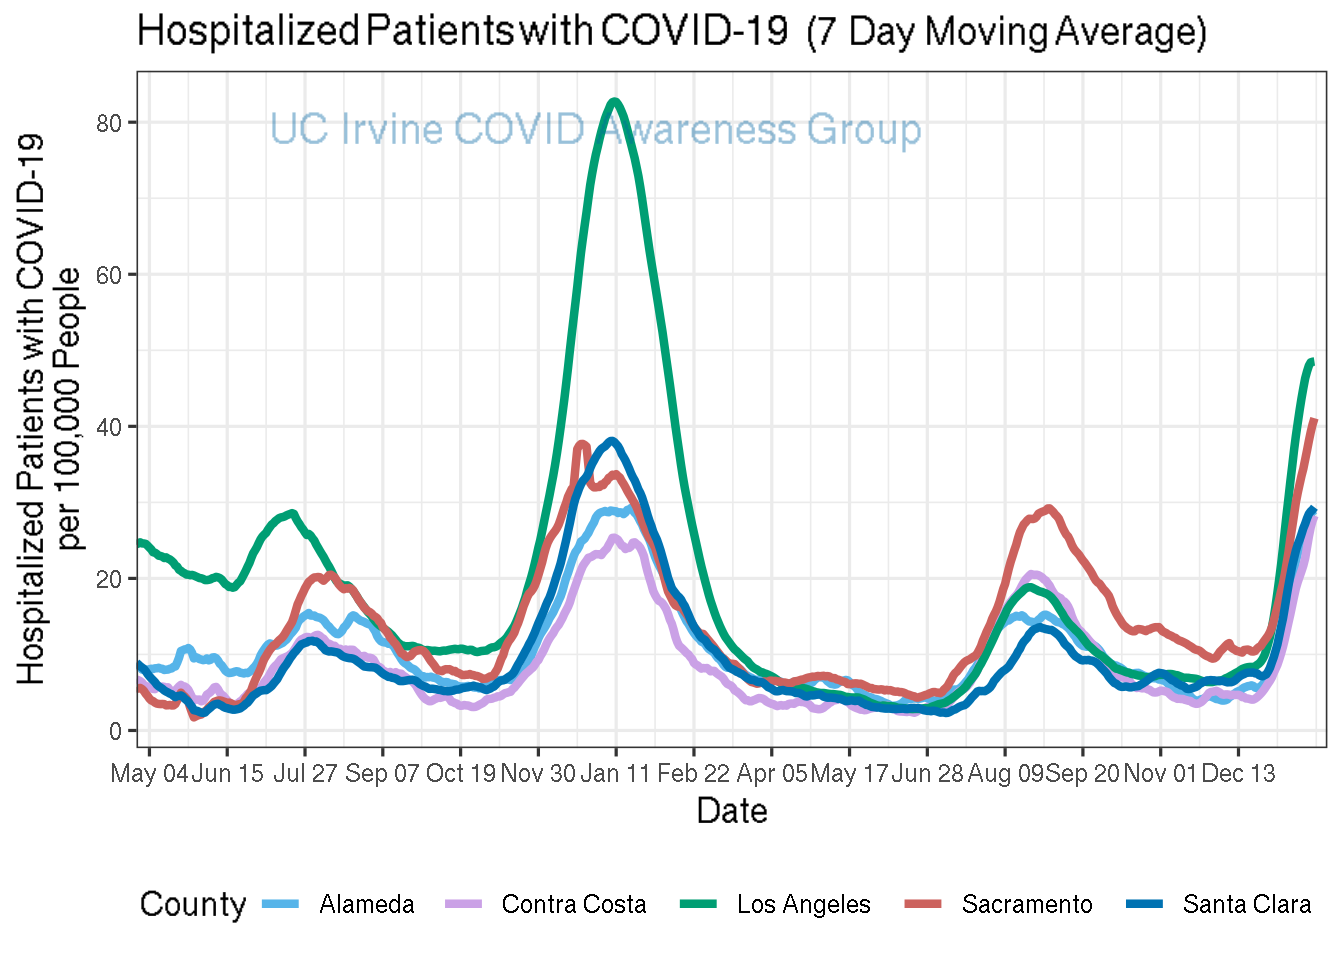 Hospitalized Patients with COVID-19 (7 Day Moving Average)
UC Irvine COVID Awareness Group
Hospitalized Patients with COVID-19
per 100,000 People
80
60
40
20
0
May 04 Jun 15 Jul 27 Sep 07 Oct 19 Nov 30 Jan 11 Feb 22 Apr 05 May 17 Jun 28 Aug 09 Sep 20 Nov 01 Dec 13
Date
County Alameda Contra Costa Los Angeles Sacramento Santa Clara